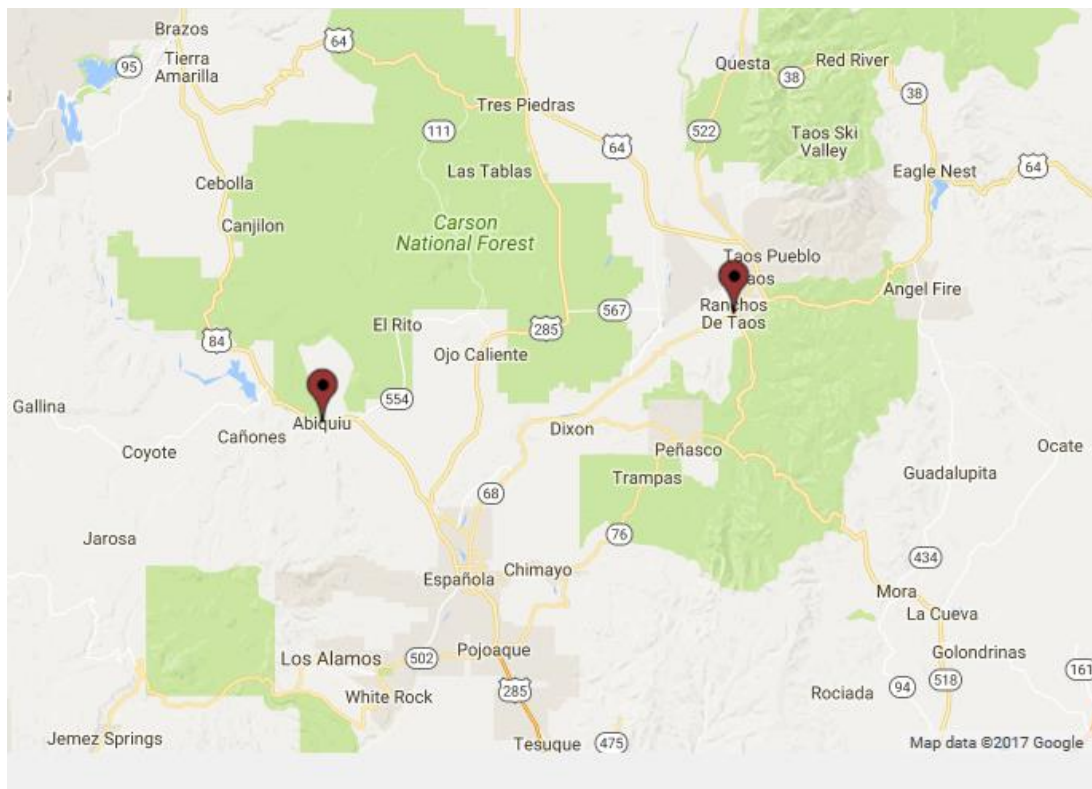 Brazos
64
95
Tierra
Amarilla
Questa
Red River
38
38
Tres Piedras
111
522
Taos Ski
Valley
64
64
Las Tablas
Eagle Nest
Cebolla
Canjilon
Carson
National Forest
Taos Pueblo
aos
Angel Fire
Ranchos
De Taos
567
El Rito
285
84
Ojo Caliente
554
Gallina
Abiquiu
Cañones
Dixon
Coyote
Peñasco
Ocate
Trampas
Guadalupita
68
Jarosa
76
434
Chimayo
Española
Mora
La Cueva
Pojoaque
Golondrinas
Los Alamos
502
161
518
94
Rociada
White Rock
285
Jemez Springs
Tesuque
475
Map data ©2017 Google